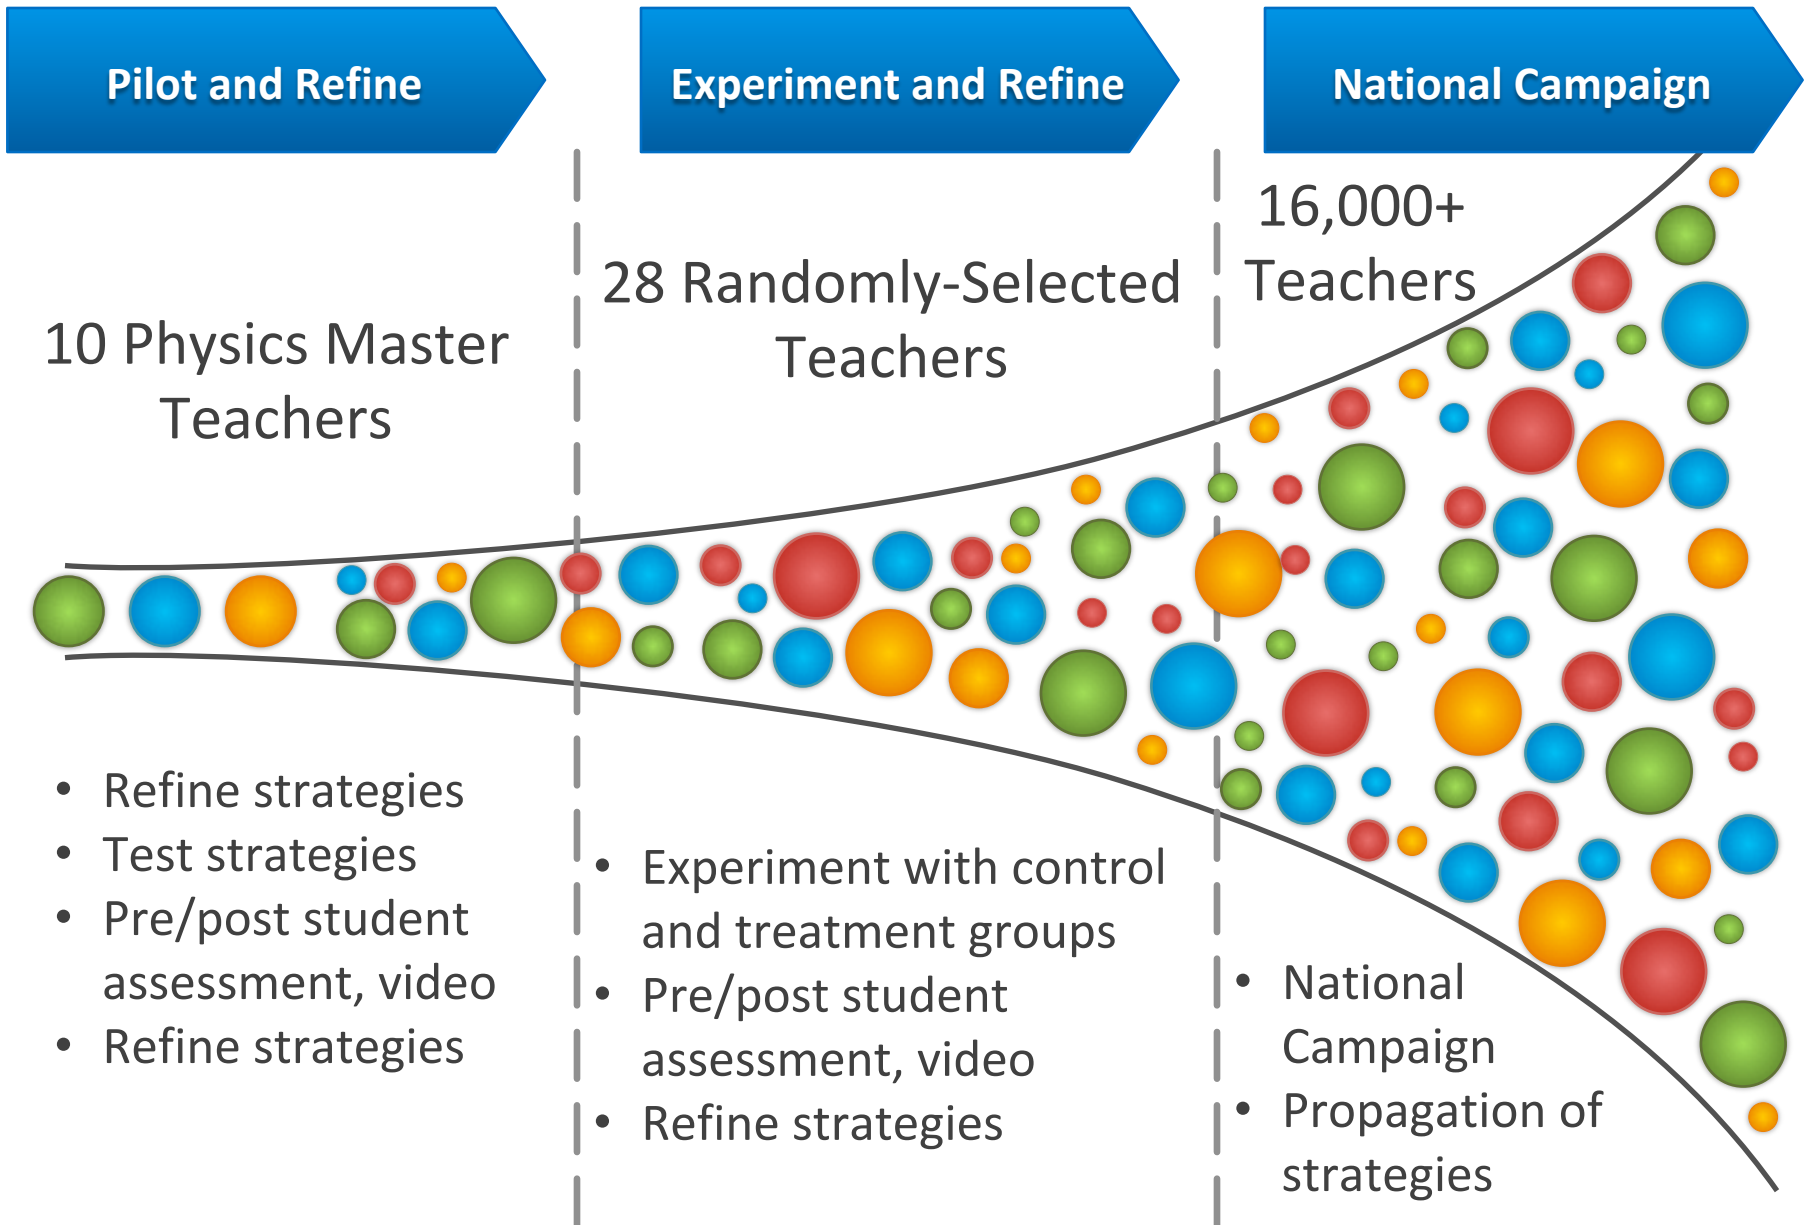 Pilot and Refine
Experiment and Refine
National Campaign
10 Physics Master
Teachers
28 Randomly-Selected
Teachers
16,000+
Teachers
• Refine strategies
• Test strategies
• Pre/post student
assessment, video
• Refine strategies
• Experiment with control
and treatment groups
• Pre/post student
assessment, video
• Refine strategies
• National
Campaign
• Propagation of
strategies